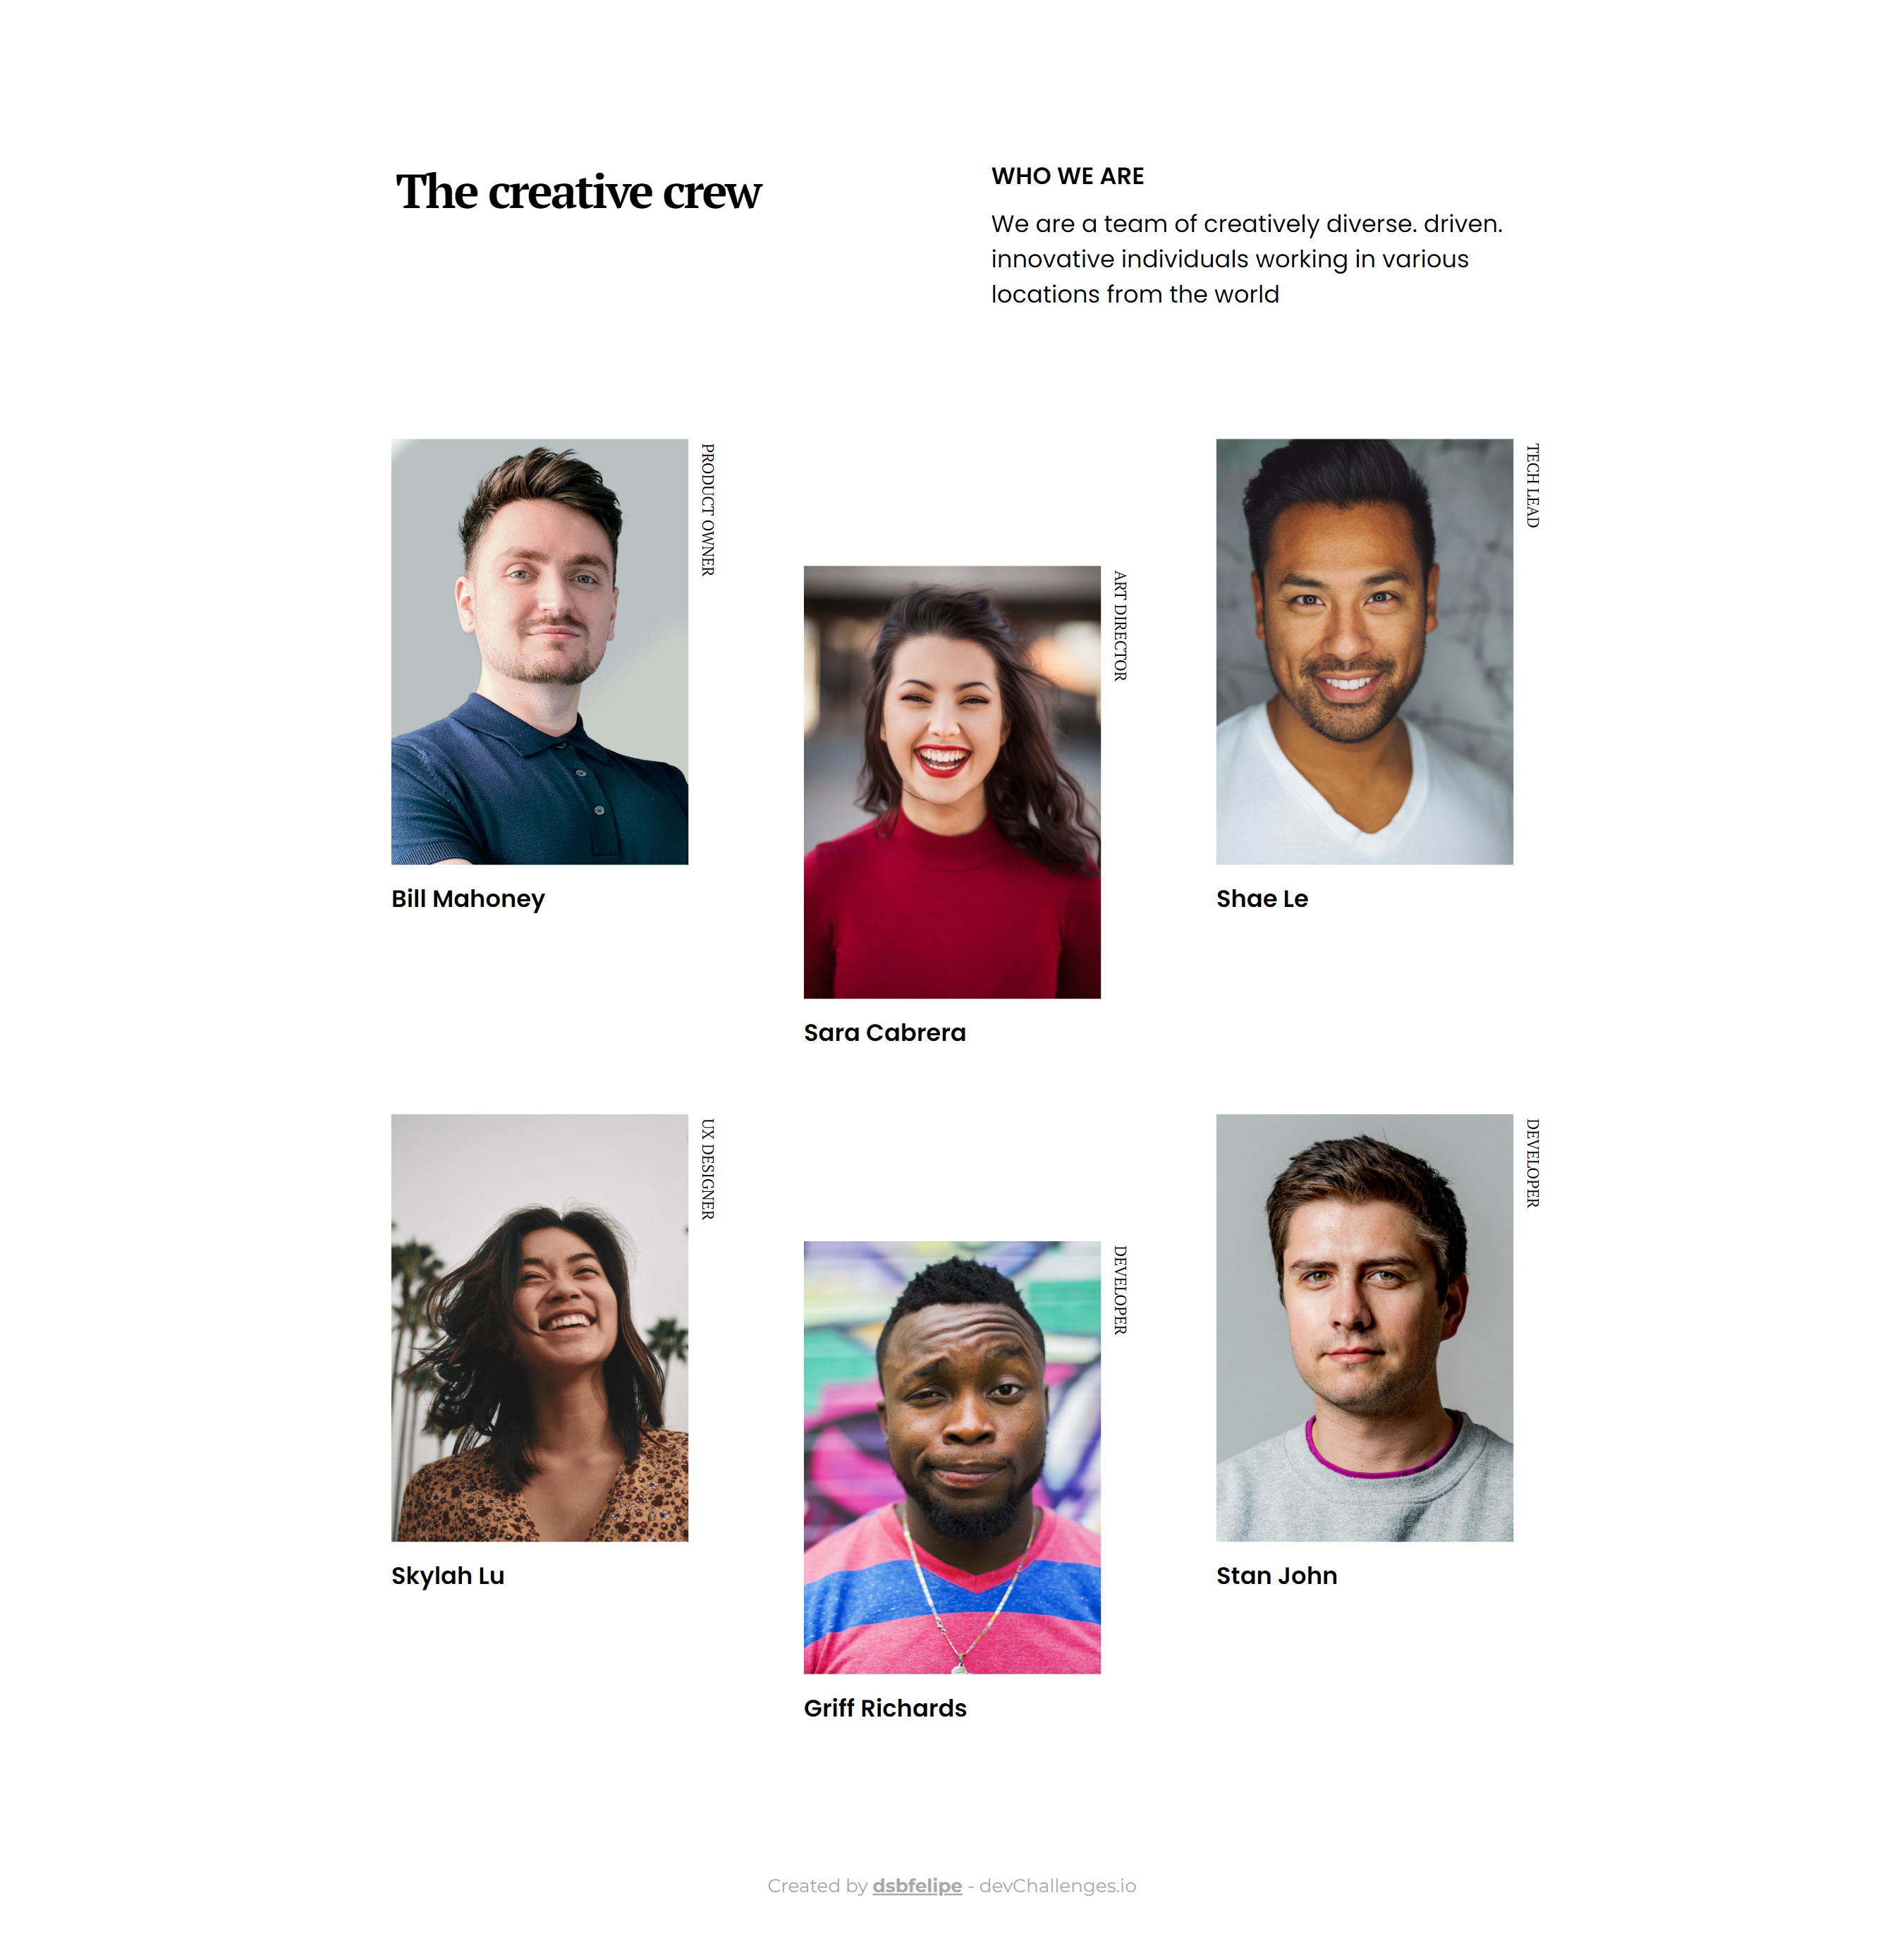 The creative crew
WHO WE ARE
We are a team of creatively diverse. driven.
innovative individuals working in various
locations from the world
PRODUCT OWNER
Bill Mahoney
ART DIRECTOR
Sara Cabrera
TECH LEAD
Shae Le
UX DESIGNER
Skylah Lu
DEVELOPER
Griff Richards
DEVELOPER
Stan John
Created by dsbfelipe - devChallenges.io